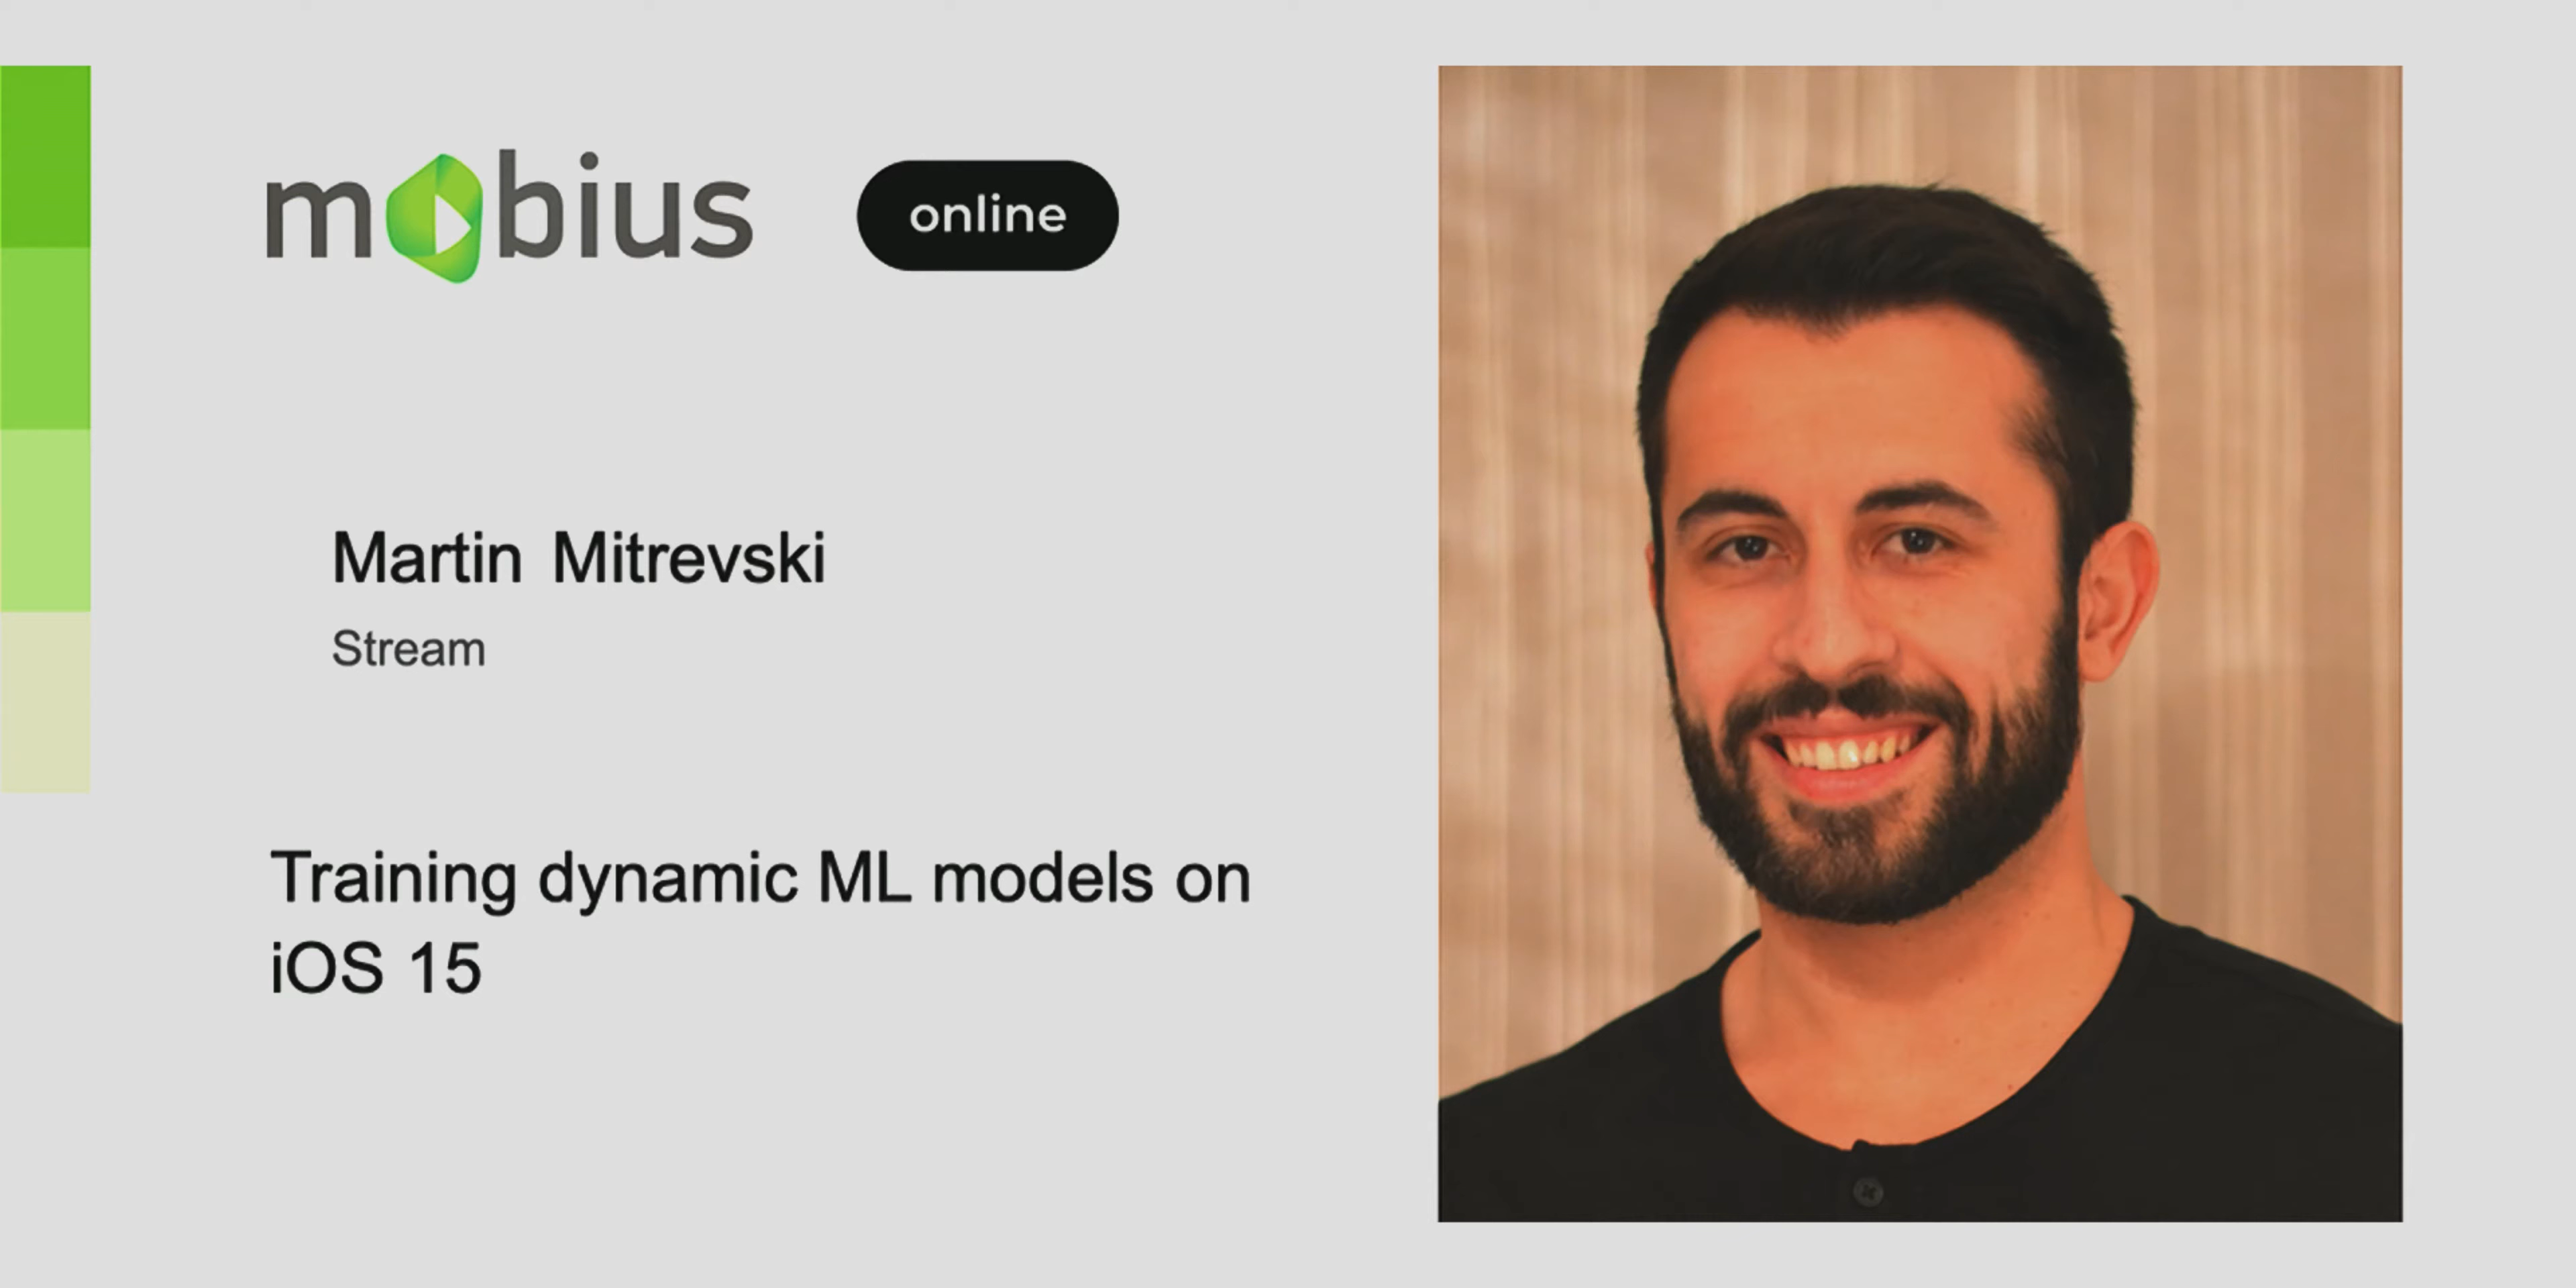 mobius
online
Martin Mitrevski
Stream
Training dynamic ML models on
iOS 15